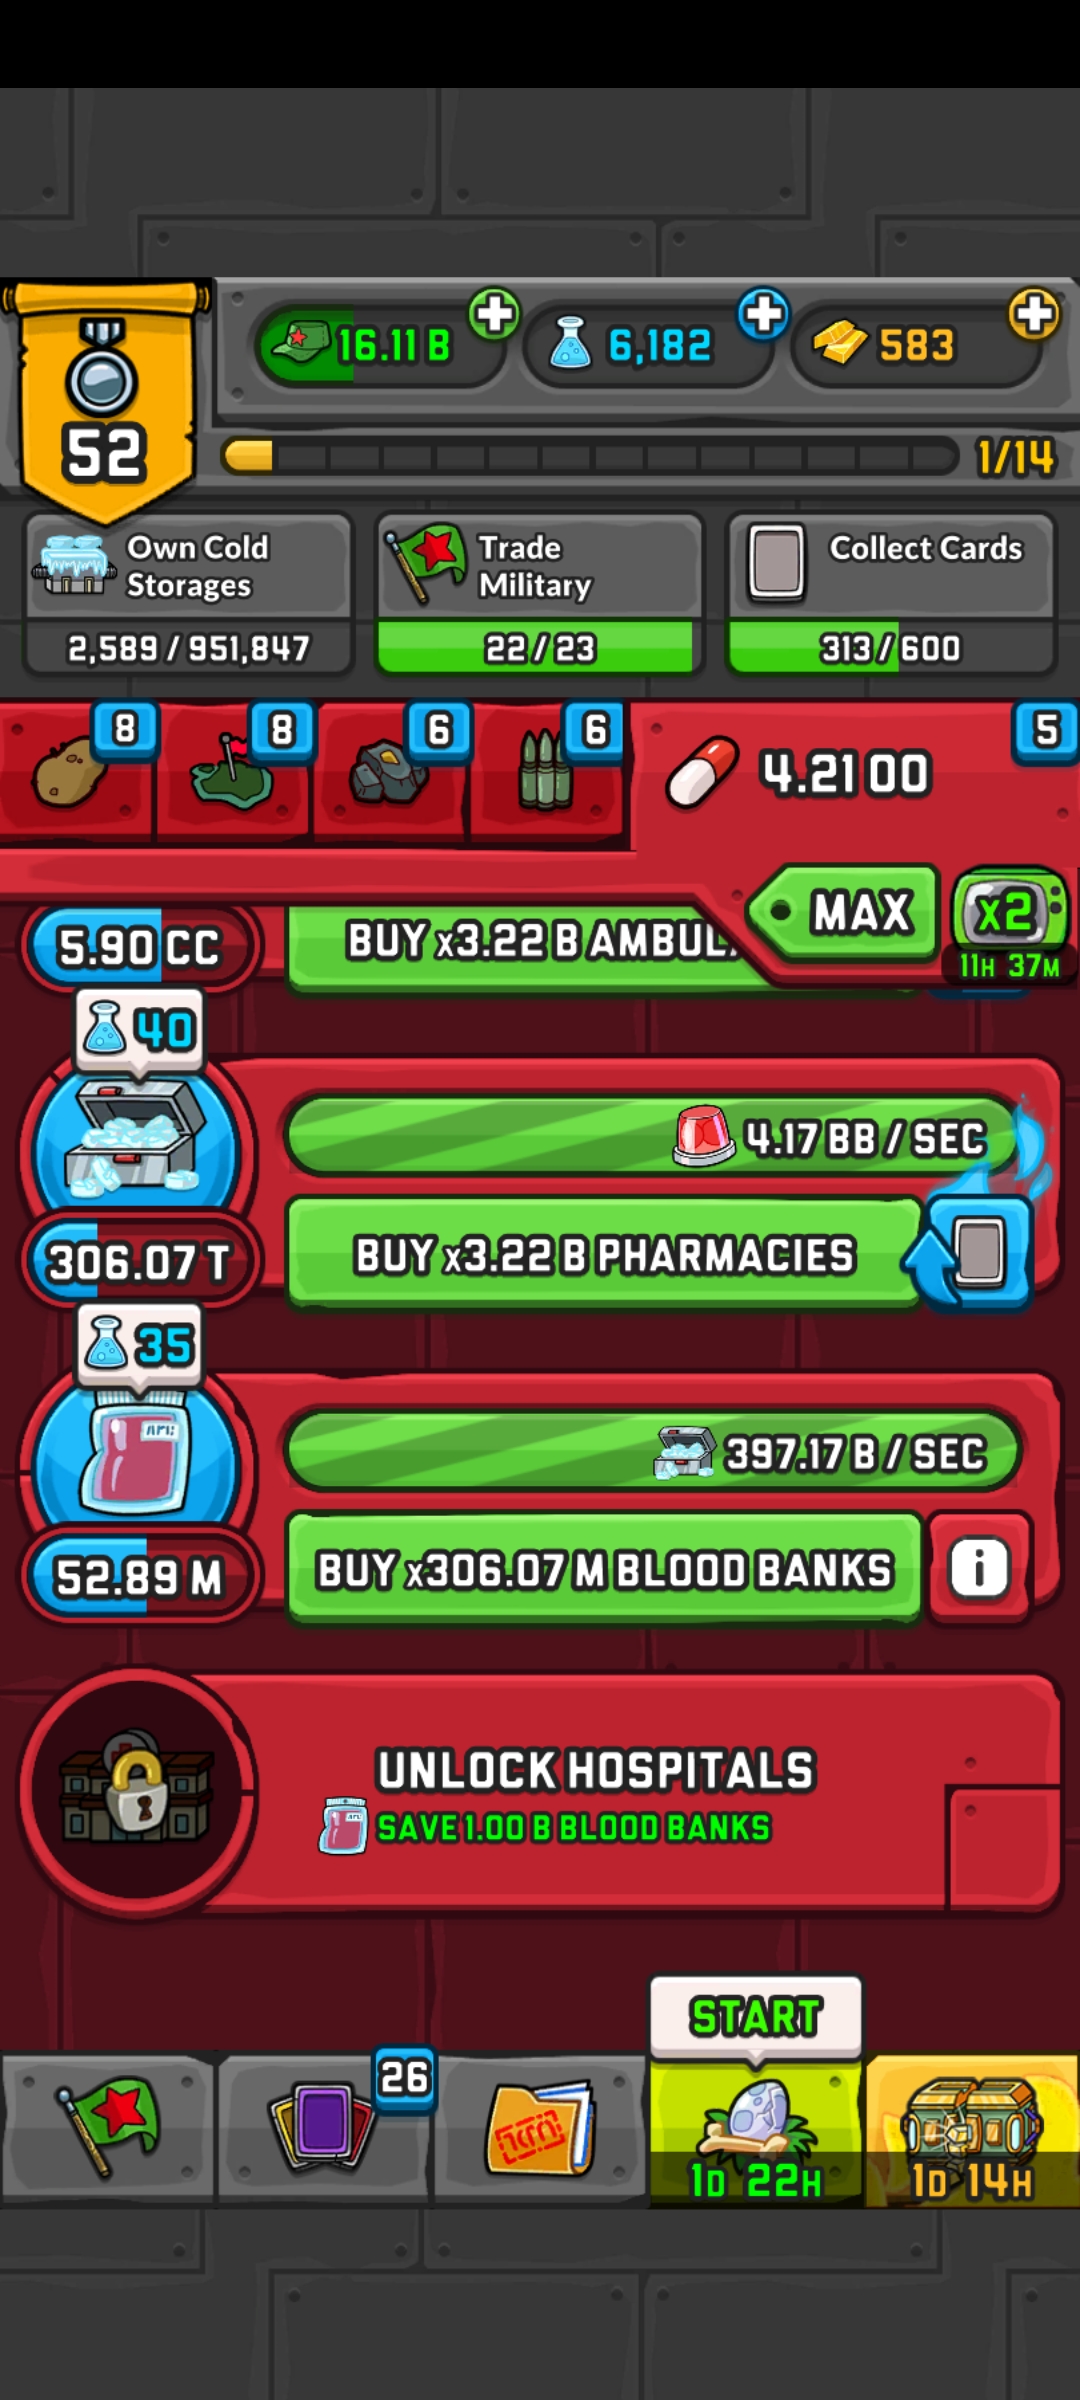 16.11 B
6,182
583
52
1/14
Own Cold
Storages
2,589 / 951,847
Trade
Military
22/23
Collect Cards
313/600
8
8
6
6
5
4.21 OO
MAX
x2
11H 37M
5.90 CC
BUY x3.22 B AMBUL
40
4.17 BB / SEC
306.07 T
BUY x3.22 B PHARMACIES
35
397.17 B / SEC
52.89 M
BUY x306.07 M BLOOD BANKS
i
UNLOCK HOSPITALS
SAVE 1.00 B BLOOD BANKS
START
26
1D 22H
1D 14H